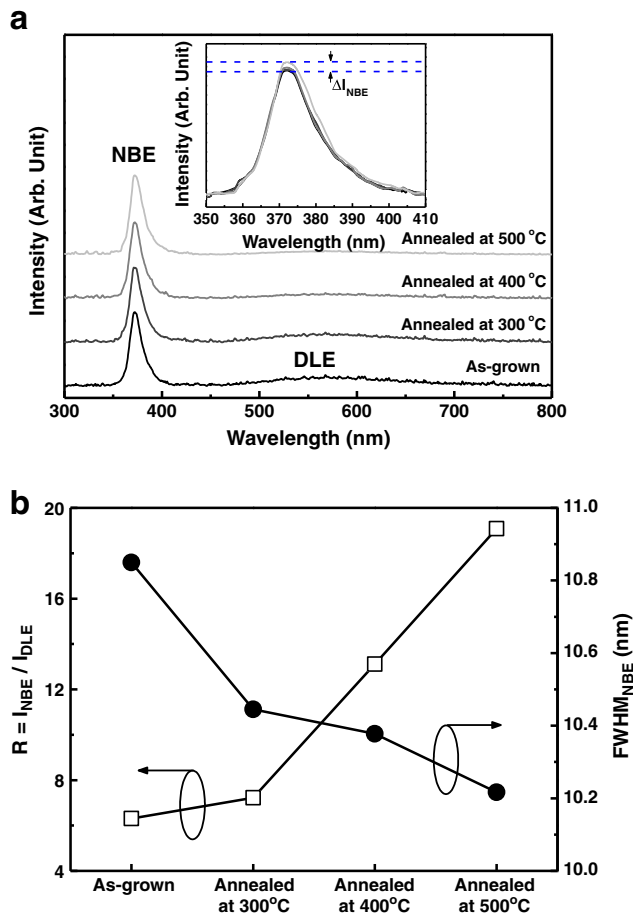 a
Intensity (Arb. Unit)
NBE
DLE
Annealed at 500 °C
Annealed at 400 °C
Annealed at 300 °C
As-grown
300 400 500 600 700 800
Wavelength (nm)
Intensity (Arb. Unit)
ΔI_NBE
350 360 370 380 390 400 410
Wavelength (nm)
b
R = I_NBE / I_DLE
20
16
12
8
4
11.0
10.8
10.6
10.4
10.2
10.0
FWHM_NBE (nm)
As-grown
Annealed
at 300°C
Annealed
at 400°C
Annealed
at 500°C